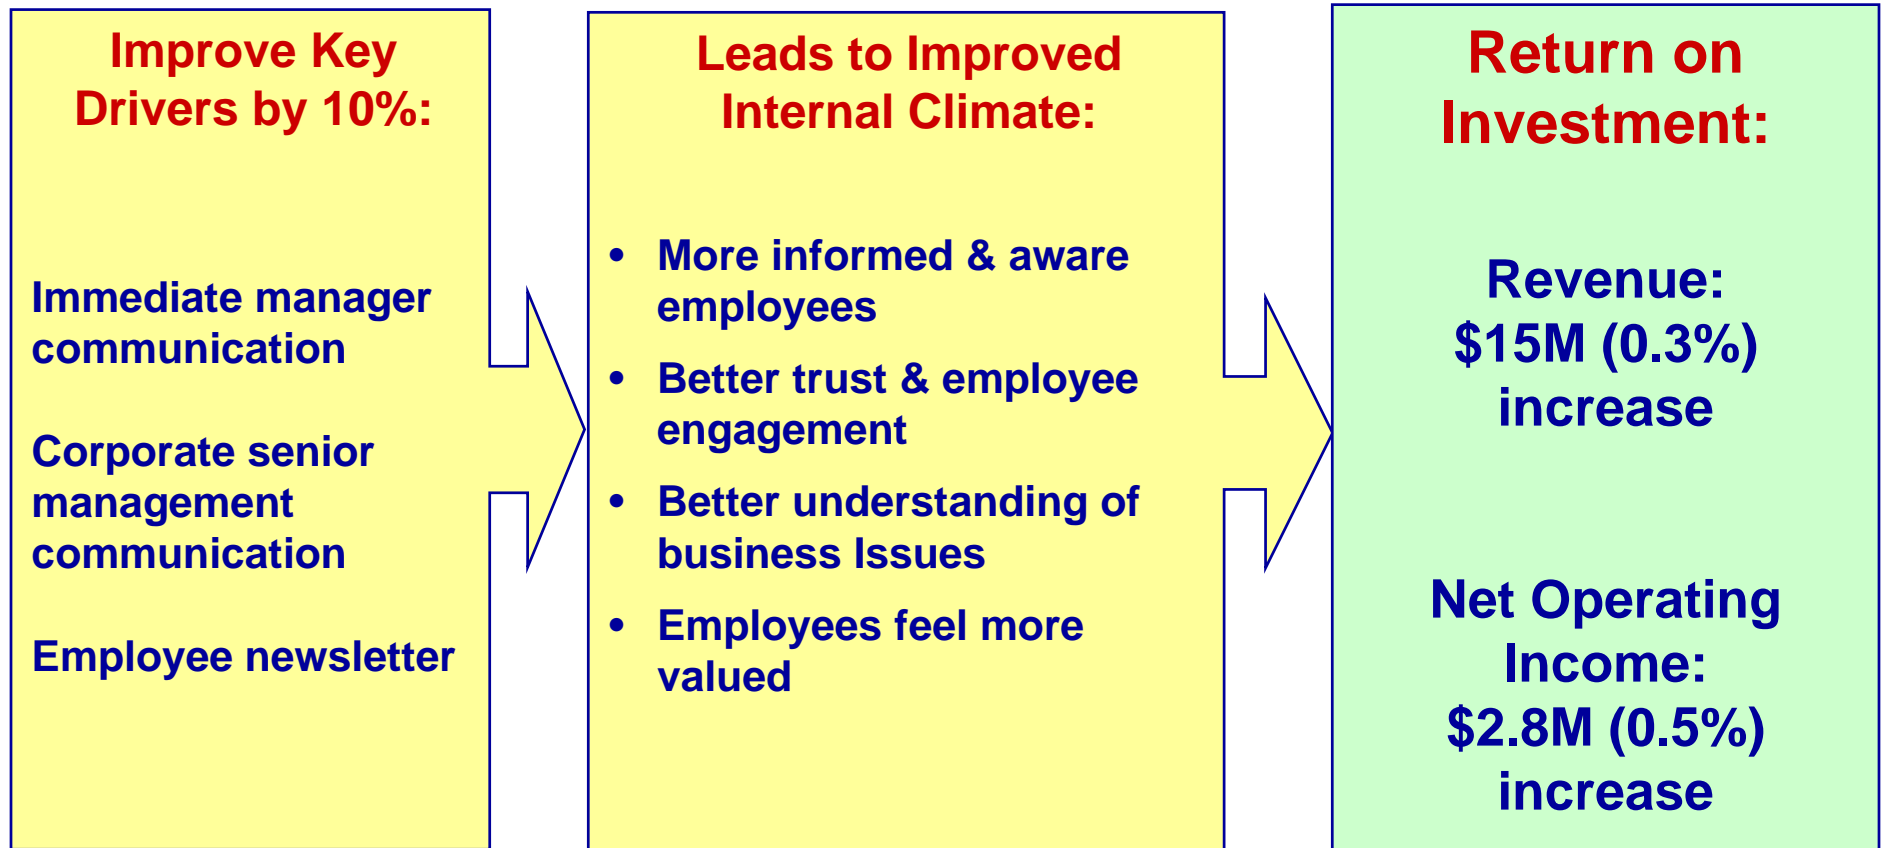 Improve Key
Drivers by 10%:
Immediate manager
communication
Corporate senior
management
communication
Employee newsletter
Leads to Improved
Internal Climate:
• More informed & aware
employees
• Better trust & employee
engagement
• Better understanding of
business Issues
• Employees feel more
valued
Return on
Investment:
Revenue:
$15M (0.3%)
increase
Net Operating
Income:
$2.8M (0.5%)
increase